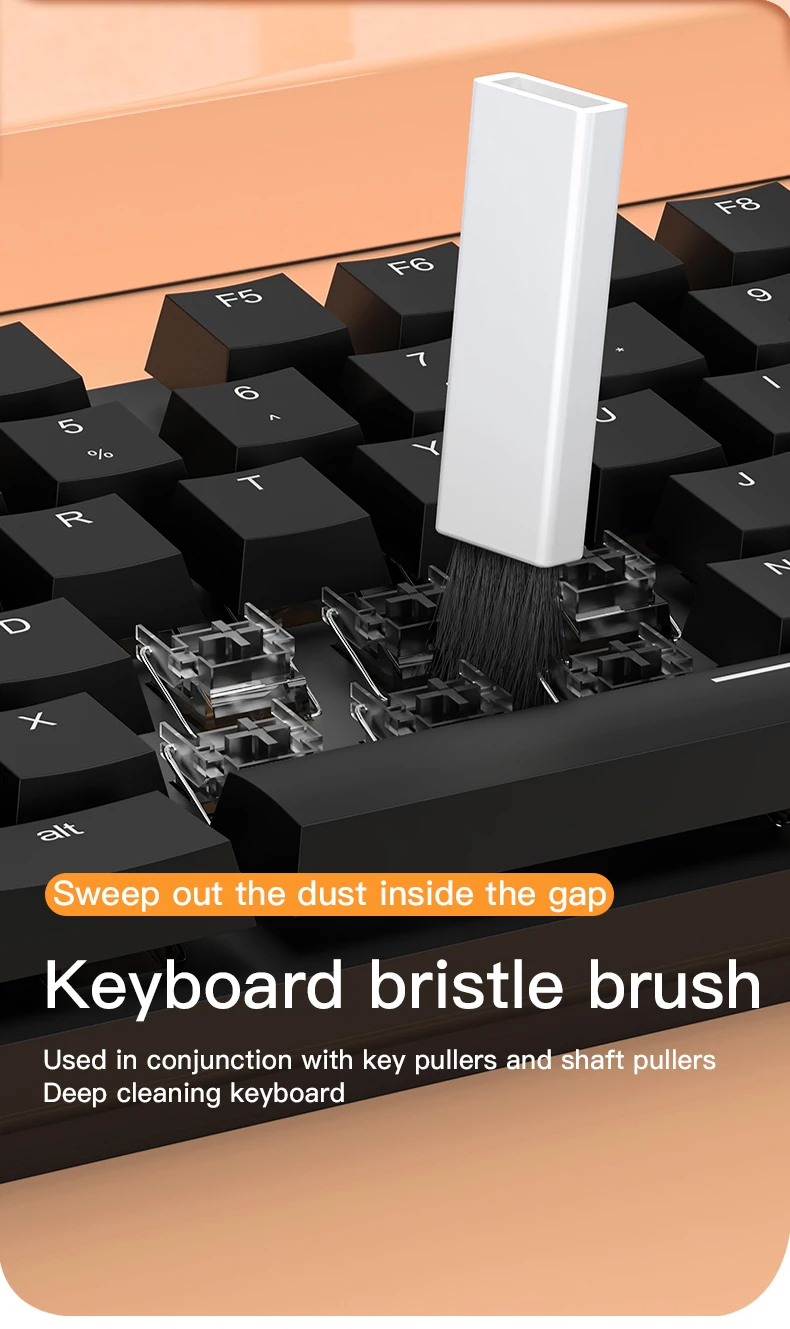 F8
F5
F6
9
7
*
6
^
5
%
I
U
Y
T
R
J
N
D
X
alt
Sweep out the dust inside the gap
Keyboard bristle brush
Used in conjunction with key pullers and shaft pullers
Deep cleaning keyboard